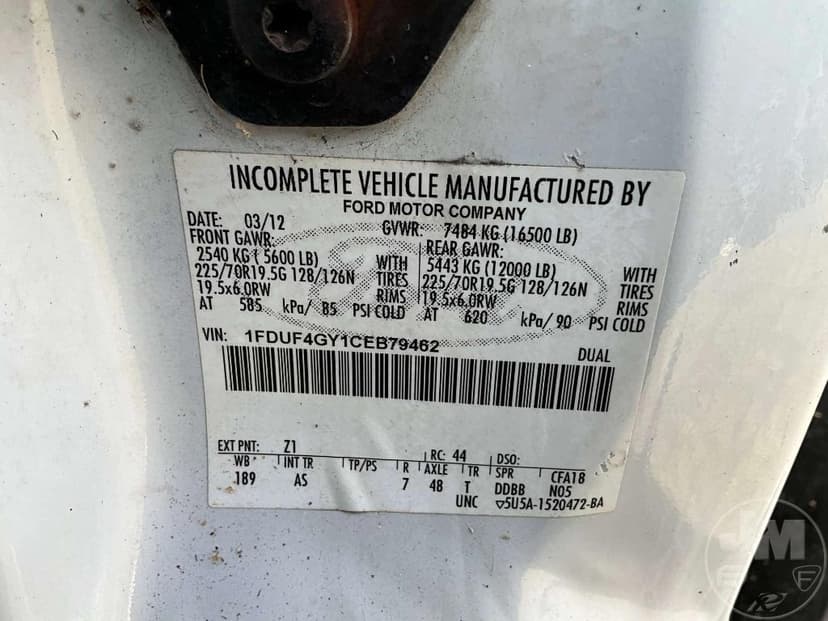 INCOMPLETE VEHICLE MANUFACTURED BY
FORD MOTOR COMPANY
DATE: 03/12 GVWR: 7484 KG (16500 LB)
FRONT GAWR: REAR GAWR:
2540 KG ( 5600 LB) WITH 5443 KG (12000 LB) WITH
225/70R19.5G 128/126N TIRES 225/70R19.5G 128/126N TIRES
19.5x6.0RW RIMS 19.5x6.0RW RIMS
AT 585 kPa/ 85 PSI COLD AT 620 kPa/ 90 PSI COLD
VIN: 1FDUF4GY1CEB79462 DUAL
EXT PNT: Z1 RC: 44 DSO:
WB INT TR TP/PS R AXLE TR SPR CFA18
189 AS 7 48 T DDBB N05
UNC ▽5U5A-1520472-BA
JM
F F